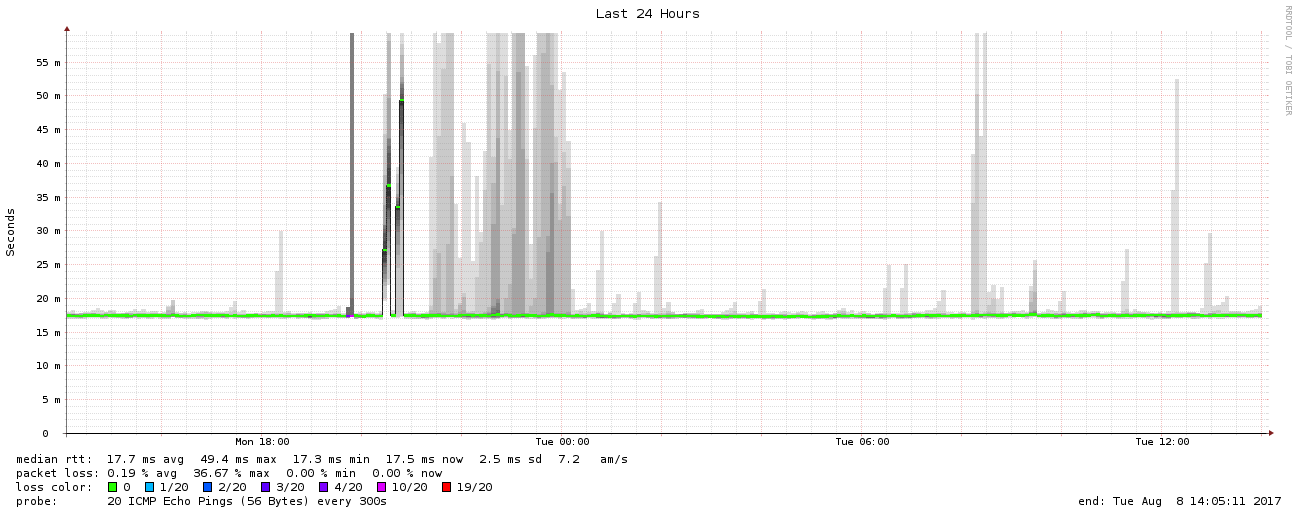 Last 24 Hours
RRDTOOL / TOBI OETIKER
Seconds
55 m
50 m
45 m
40 m
35 m
30 m
25 m
20 m
15 m
10 m
5 m
0
Mon 18:00 Tue 00:00 Tue 06:00 Tue 12:00
median rtt: 17.7 ms avg 49.4 ms max 17.3 ms min 17.5 ms now 2.5 ms sd 7.2 am/s
packet loss: 0.19 % avg 36.67 % max 0.00 % min 0.00 % now
loss color: 0 1/20 2/20 3/20 4/20 10/20 19/20
probe: 20 ICMP Echo Pings (56 Bytes) every 300s end: Tue Aug 8 14:05:11 2017